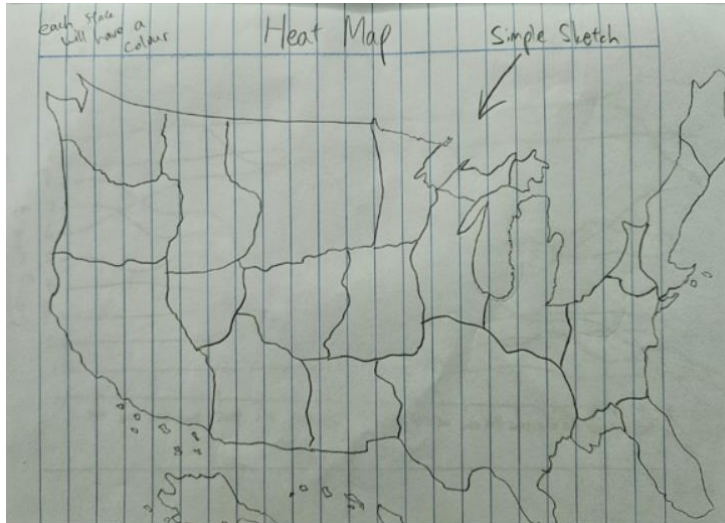 each state
will have a
colour
Heat Map
Simple Sketch